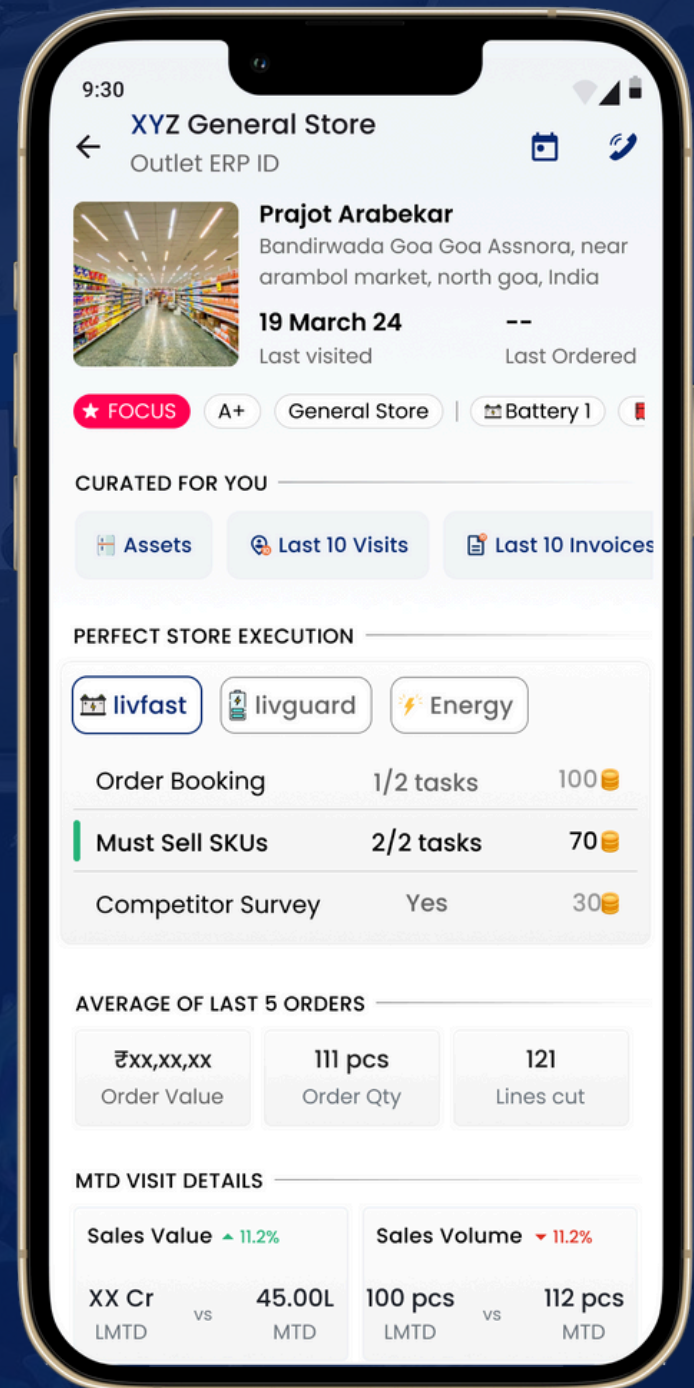 9:30
XYZ General Store
Outlet ERP ID
Prajot Arabekar
Bandirwada Goa Goa Assnora, near
arambol market, north goa, India
19 March 24 --
Last visited Last Ordered
★ FOCUS A+ General Store | Battery 1
CURATED FOR YOU
Assets Last 10 Visits Last 10 Invoices
PERFECT STORE EXECUTION
livfast livguard Energy
Order Booking 1/2 tasks 100
Must Sell SKUs 2/2 tasks 70
Competitor Survey Yes 30
AVERAGE OF LAST 5 ORDERS
₹xx,xx,xx 111 pcs 121
Order Value Order Qty Lines cut
MTD VISIT DETAILS
Sales Value ▲ 11.2% Sales Volume ▼ 11.2%
XX Cr vs 45.00L 100 pcs vs 112 pcs
LMTD MTD LMTD MTD